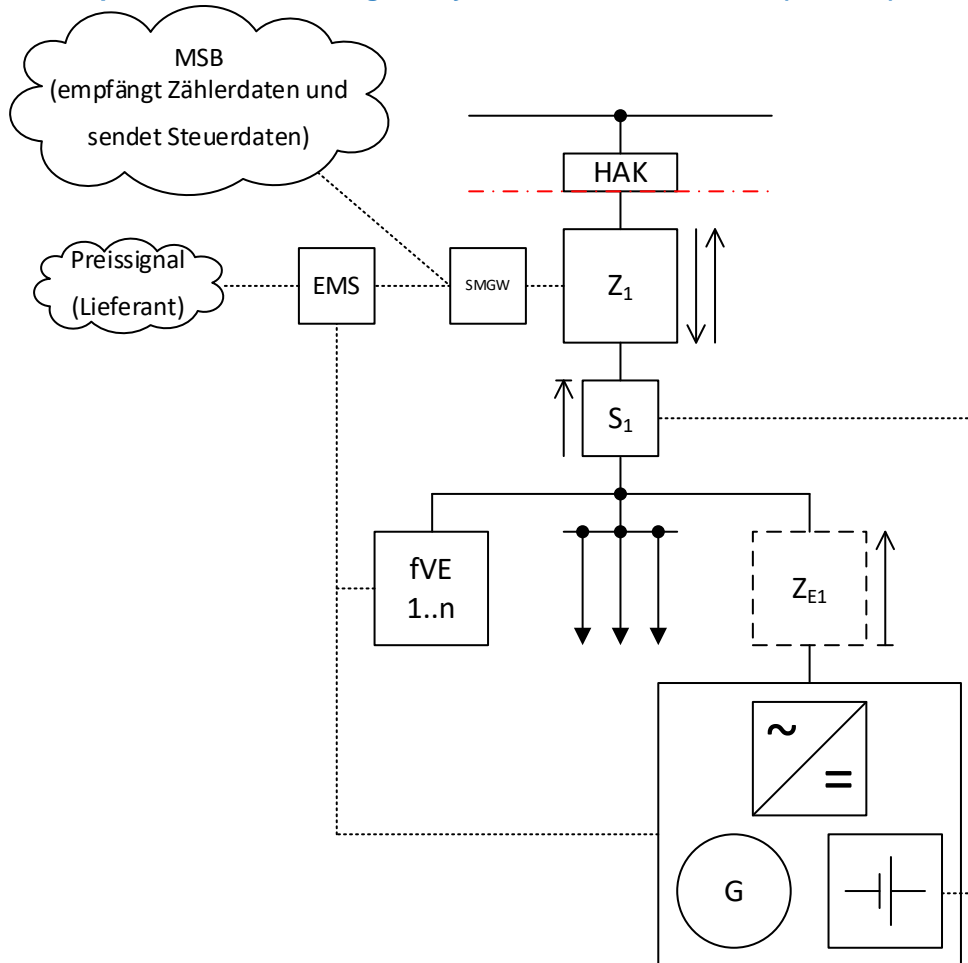 MSB
(empfängt Zählerdaten und
sendet Steuerdaten)
HAK
Preissignal
(Lieferant)
EMS
SMGW
Z1
S1
fVE
1..n
ZE1
~
=
G